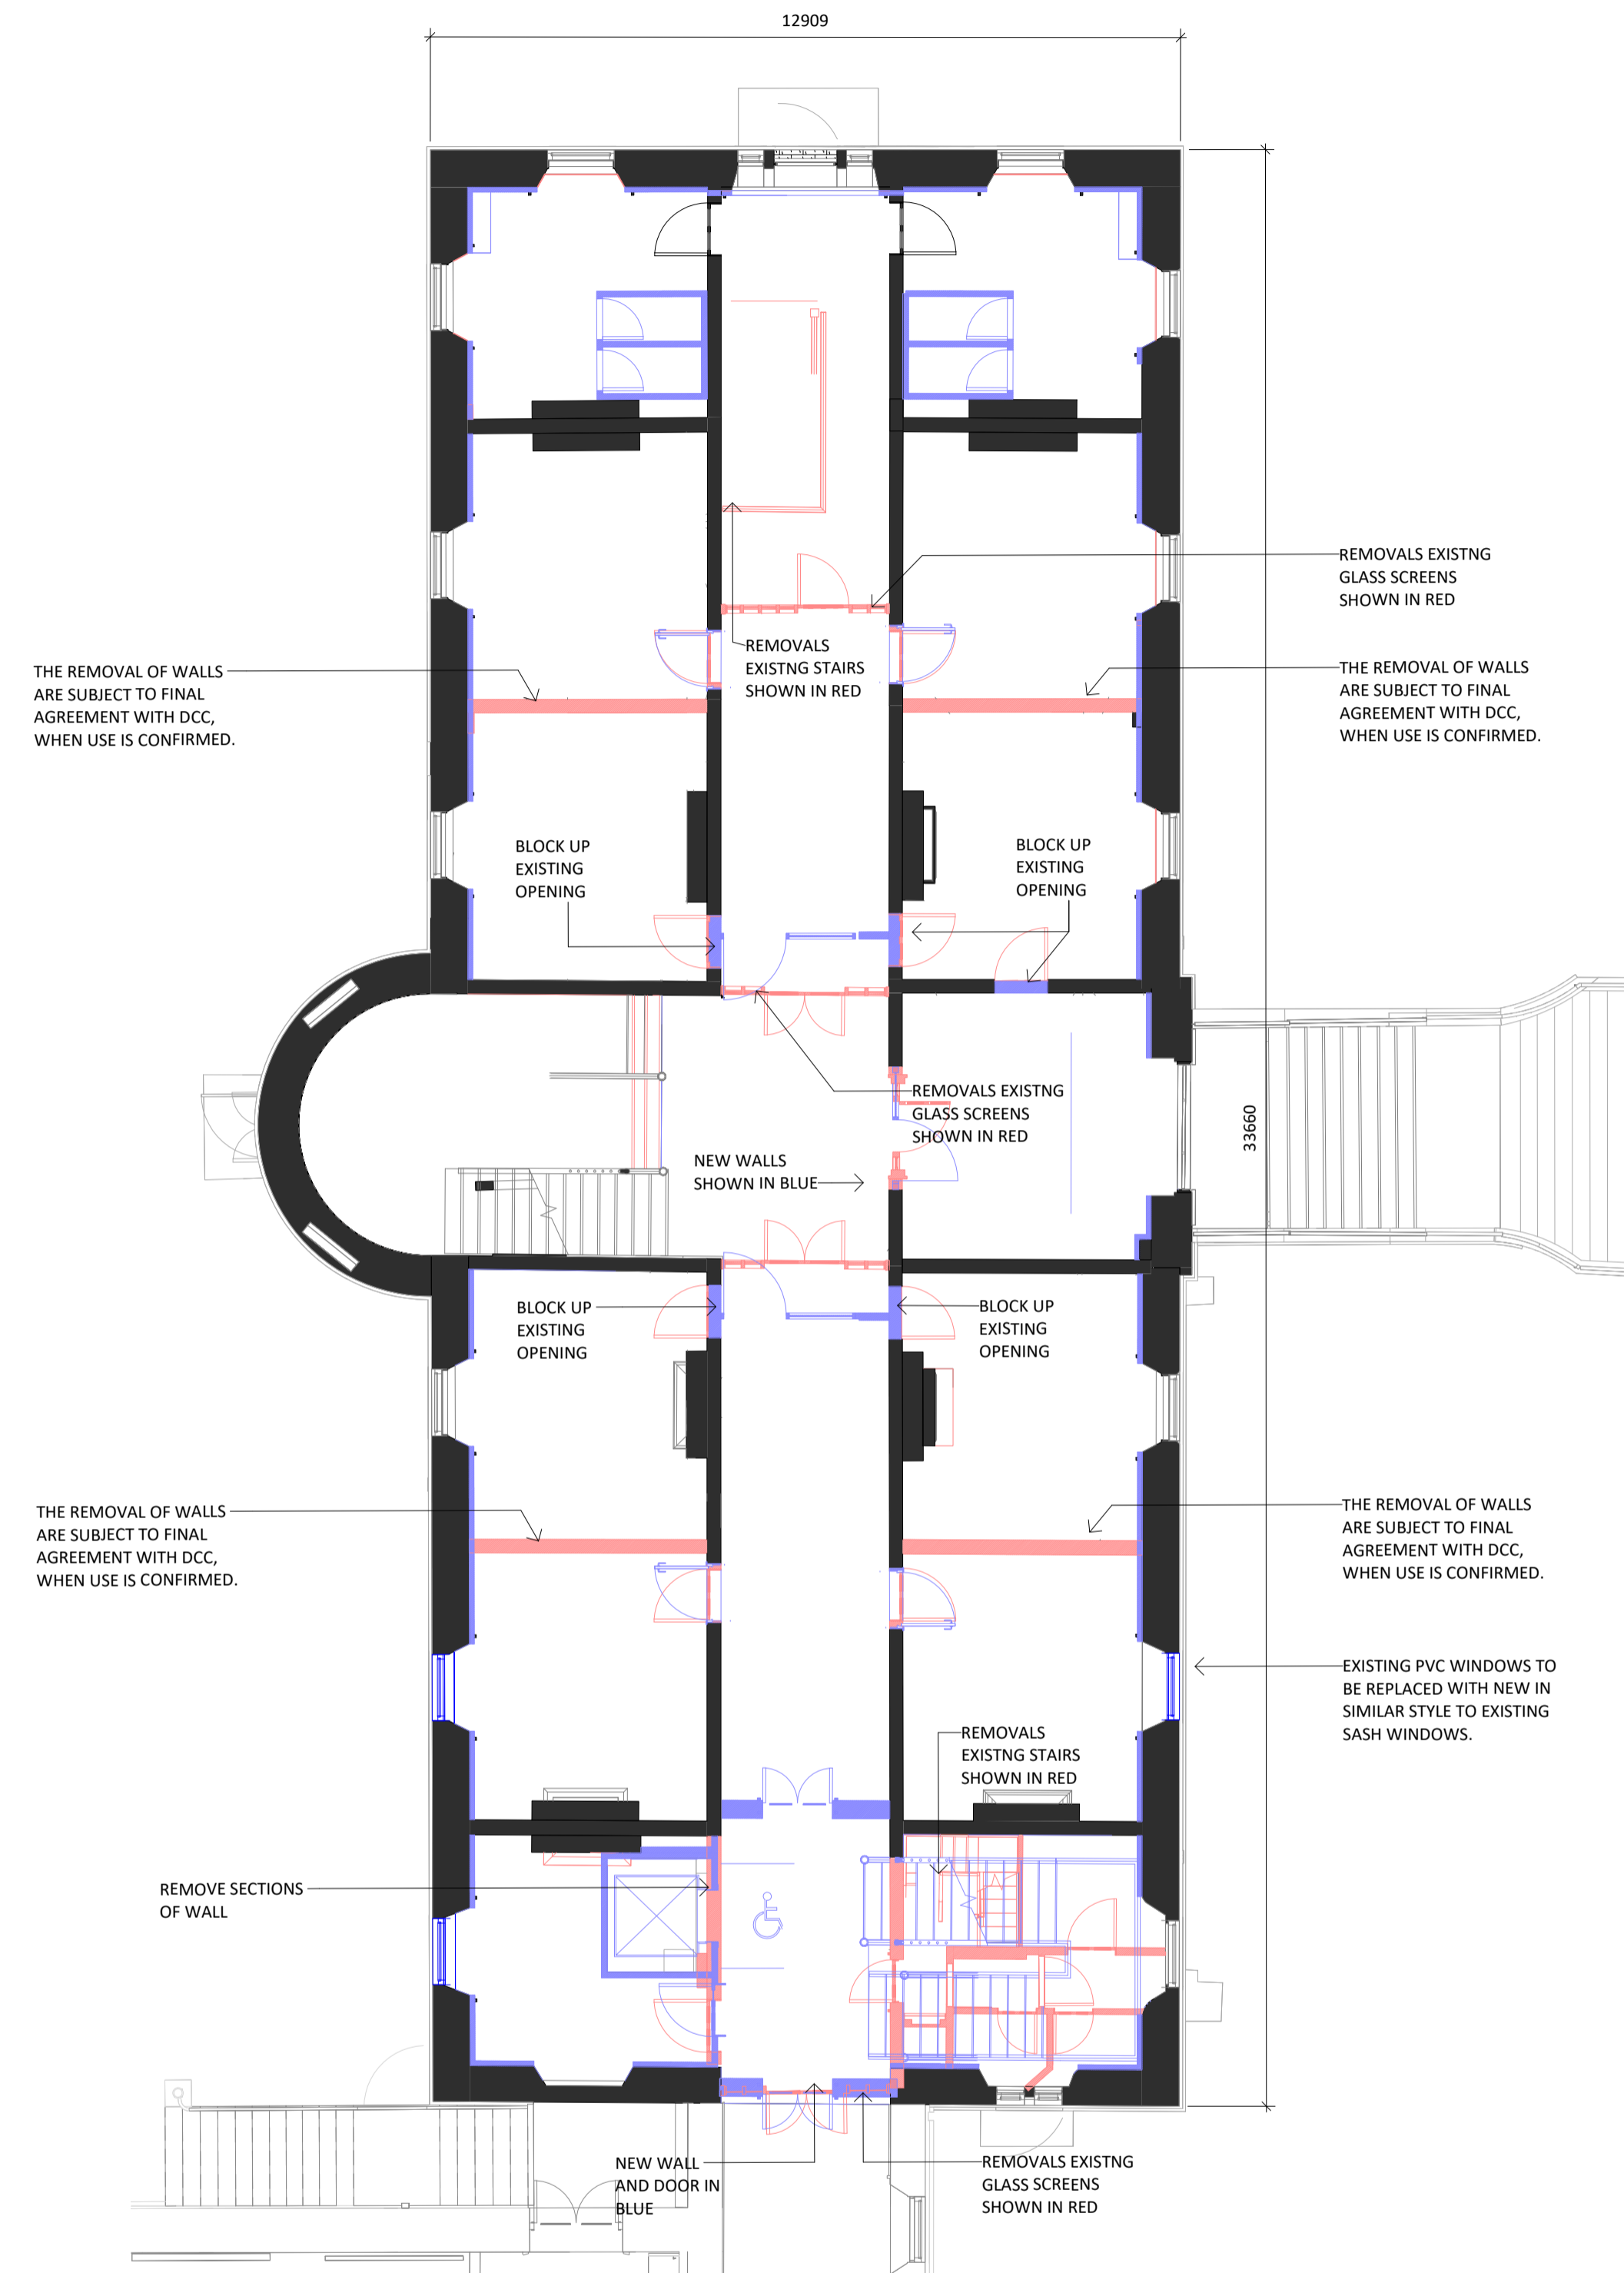 12909
REMOVALS EXISTNG
GLASS SCREENS
SHOWN IN RED
REMOVALS
EXISTNG STAIRS
SHOWN IN RED
THE REMOVAL OF WALLS
ARE SUBJECT TO FINAL
AGREEMENT WITH DCC,
WHEN USE IS CONFIRMED.
THE REMOVAL OF WALLS
ARE SUBJECT TO FINAL
AGREEMENT WITH DCC,
WHEN USE IS CONFIRMED.
BLOCK UP
EXISTING
OPENING
BLOCK UP
EXISTING
OPENING
REMOVALS EXISTNG
GLASS SCREENS
SHOWN IN RED
33660
NEW WALLS
SHOWN IN BLUE
BLOCK UP
EXISTING
OPENING
BLOCK UP
EXISTING
OPENING
THE REMOVAL OF WALLS
ARE SUBJECT TO FINAL
AGREEMENT WITH DCC,
WHEN USE IS CONFIRMED.
THE REMOVAL OF WALLS
ARE SUBJECT TO FINAL
AGREEMENT WITH DCC,
WHEN USE IS CONFIRMED.
EXISTING PVC WINDOWS TO
BE REPLACED WITH NEW IN
SIMILAR STYLE TO EXISTING
SASH WINDOWS.
REMOVALS
EXISTNG STAIRS
SHOWN IN RED
REMOVE SECTIONS
OF WALL
NEW WALL
AND DOOR IN
BLUE
REMOVALS EXISTNG
GLASS SCREENS
SHOWN IN RED